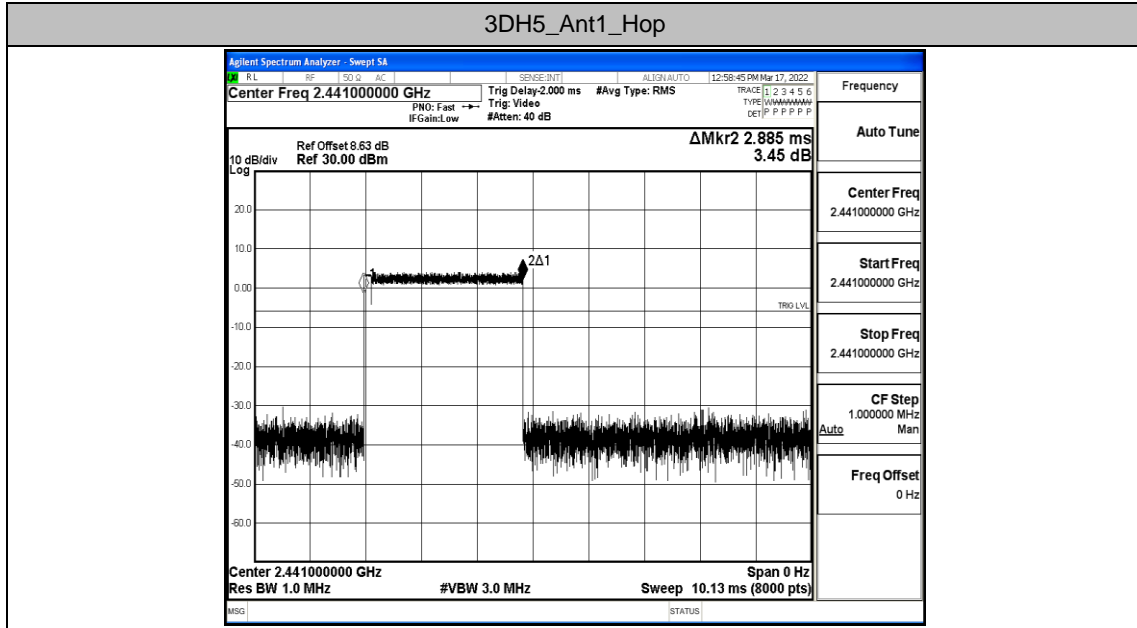 3DH5_Ant1_Hop
Agilent Spectrum Analyzer - Swept SA
RL RF 50 Ω AC SENSE:INT ALIGNAUTO 12:58:45 PM Mar 17, 2022
Center Freq 2.441000000 GHz
PNO: Fast
IFGain:Low
Trig Delay-2.000 ms
Trig: Video
#Atten: 40 dB
#Avg Type: RMS
TRACE 1 2 3 4 5 6
TYPE
DET P P P P P P
Ref Offset 8.63 dB
10 dB/div Ref 30.00 dBm
Log
ΔMkr2 2.885 ms
3.45 dB
20.0
10.0
0.00
-10.0
-20.0
-30.0
-40.0
-50.0
-60.0
1
2Δ1
TRIG LVL
Center 2.441000000 GHz Span 0 Hz
Res BW 1.0 MHz #VBW 3.0 MHz Sweep 10.13 ms (8000 pts)
MSG STATUS
Frequency
Auto Tune
Center Freq
2.441000000 GHz
Start Freq
2.441000000 GHz
Stop Freq
2.441000000 GHz
CF Step
1.000000 MHz
Auto Man
Freq Offset
0 Hz